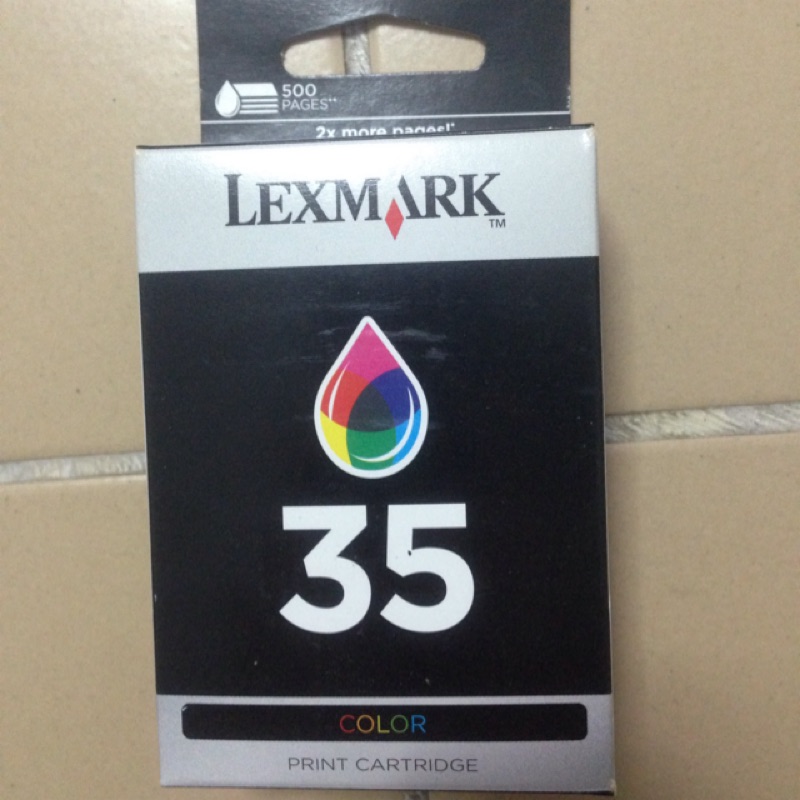 500
PAGES++
2x more pages!*
LEXMARK
TM
35
COLOR
PRINT CARTRIDGE